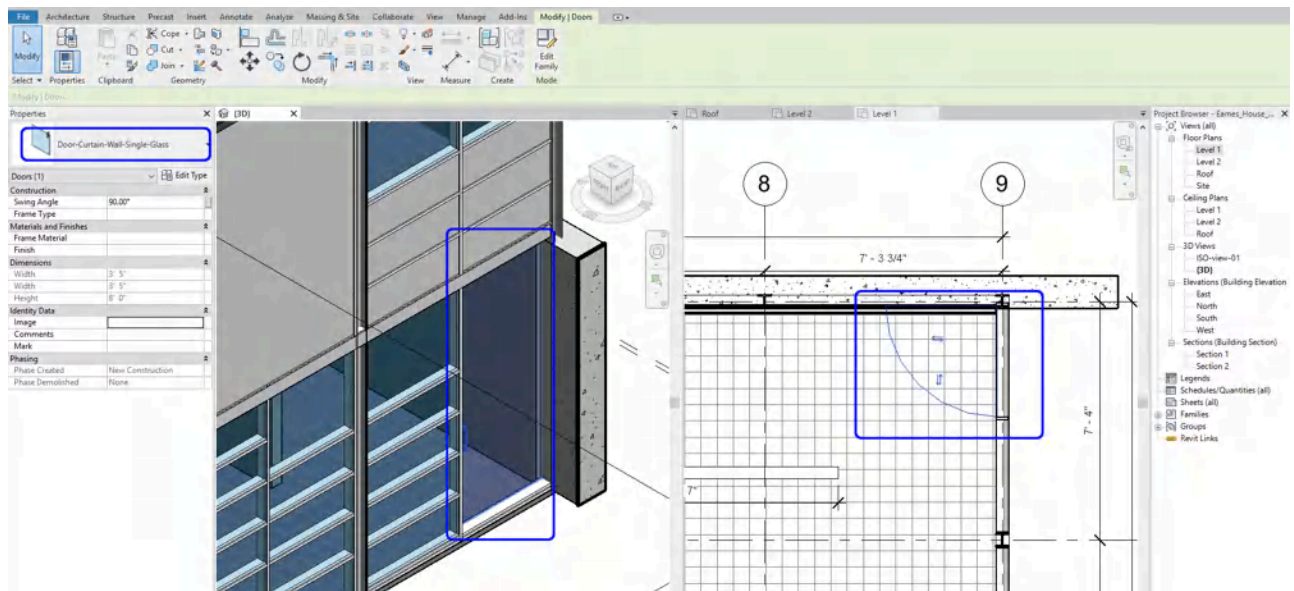 File Architecture Structure Precast Insert Annotate Analyze Massing & Site Collaborate View Manage Add-Ins Modify | Doors
Modify
Cope
Cut
Join
Edit
Family
Select Properties Clipboard Geometry Modify View Measure Create Mode
Modify | Doors
Properties
Door-Curtain-Wall-Single-Glass
Doors (1)
Edit Type
Construction
Swing Angle 90.00°
Frame Type
Materials and Finishes
Frame Material
Finish
Dimensions
Width 3' 5"
Width 3' 5"
Height 8' 0"
Identity Data
Image
Comments
Mark
Phasing
Phase Created New Construction
Phase Demolished None
{3D}
Roof
Level 2
Level 1
8
9
7' - 3 3/4"
7' - 4"
7"
Project Browser - Eames_House_...
Views (all)
Floor Plans
Level 1
Level 2
Roof
Site
Ceiling Plans
Level 1
Level 2
Roof
3D Views
ISO-view-01
{3D}
Elevations (Building Elevation
East
North
South
West
Sections (Building Section)
Section 1
Section 2
Legends
Schedules/Quantities (all)
Sheets (all)
Families
Groups
Revit Links